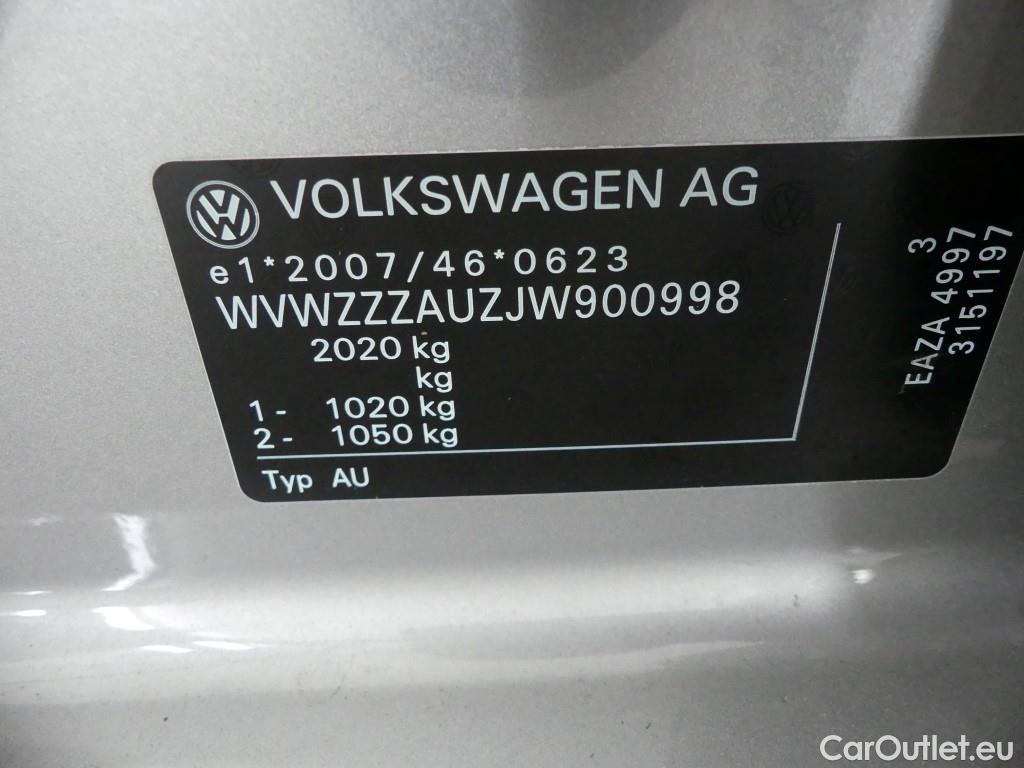 VOLKSWAGEN AG
e1*2007/46*0623
WVWZZZAUZJW900998
2020 kg
kg
1- 1020 kg
2- 1050 kg
Typ AU
3
EAZA 4997
3151197
CarOutlet.eu